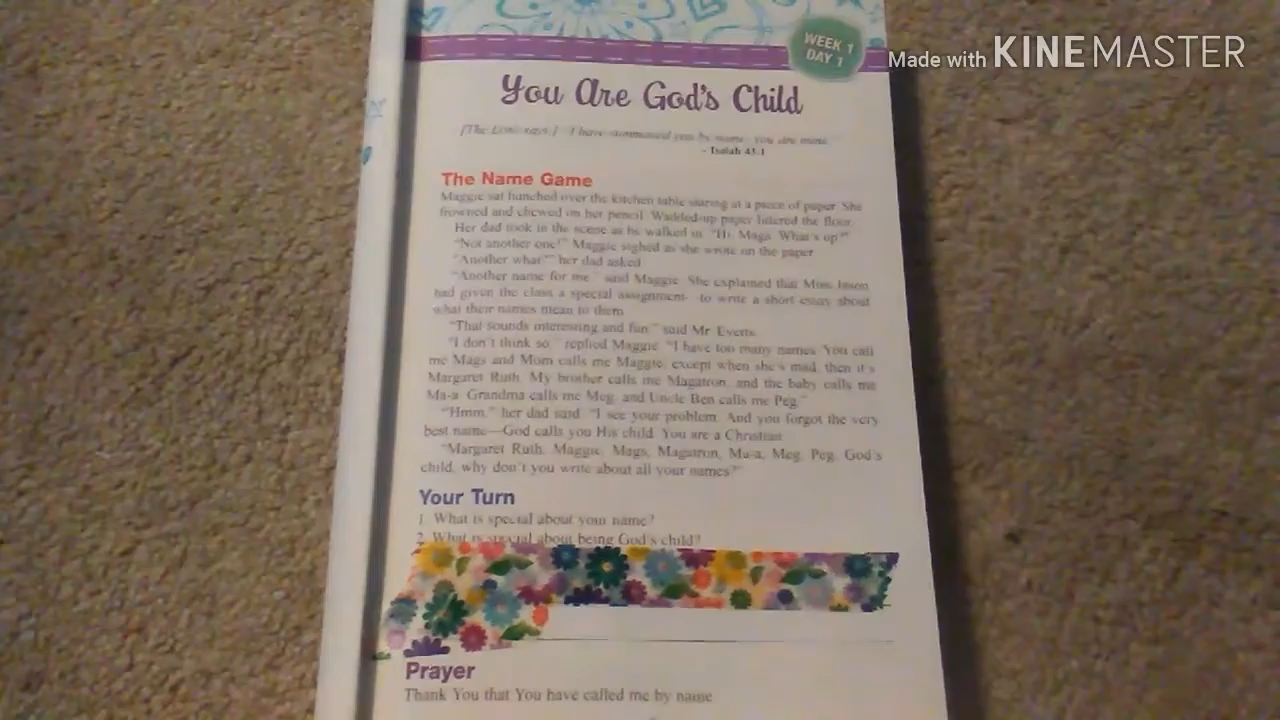 WEEK 1
DAY 1
Made with KINEMASTER
You Are God's Child
[The Lord says,] "I have summoned you by name; you are mine."
- Isaiah 43:1
The Name Game
Maggie sat hunched over the kitchen table staring at a piece of paper. She
frowned and chewed on her pencil. Wadded-up paper littered the floor.
Her dad took in the scene as he walked in. "Hi, Mags. What's up?"
"Not another one!" Maggie sighed as she wrote on the paper.
"Another what?" her dad asked.
"Another name for me," said Maggie. She explained that Miss
had given the class a special assignment—to write a short essay about
what their names mean to them.
"That sounds interesting and fun," said Mr. Everts.
"I don't think so," replied Maggie. "I have too many names. You call
me Mags and Mom calls me Maggie, except when she's mad, then it's
Margaret Ruth. My brother calls me Magatron, and the baby calls me
Ma-a. Grandma calls me Meg, and Uncle Ben calls me Peg."
"Hmm," her dad said. "I see your problem. And you forgot the very
best name—God calls you His child. You are a Christian.
"Margaret Ruth, Maggie, Mags, Magatron, Ma-a, Meg, Peg, God's
child, why don't you write about all your names?"
Your Turn
1. What is special about your name?
2. What is special about being God's child?
Prayer
Thank You that You have called me by name